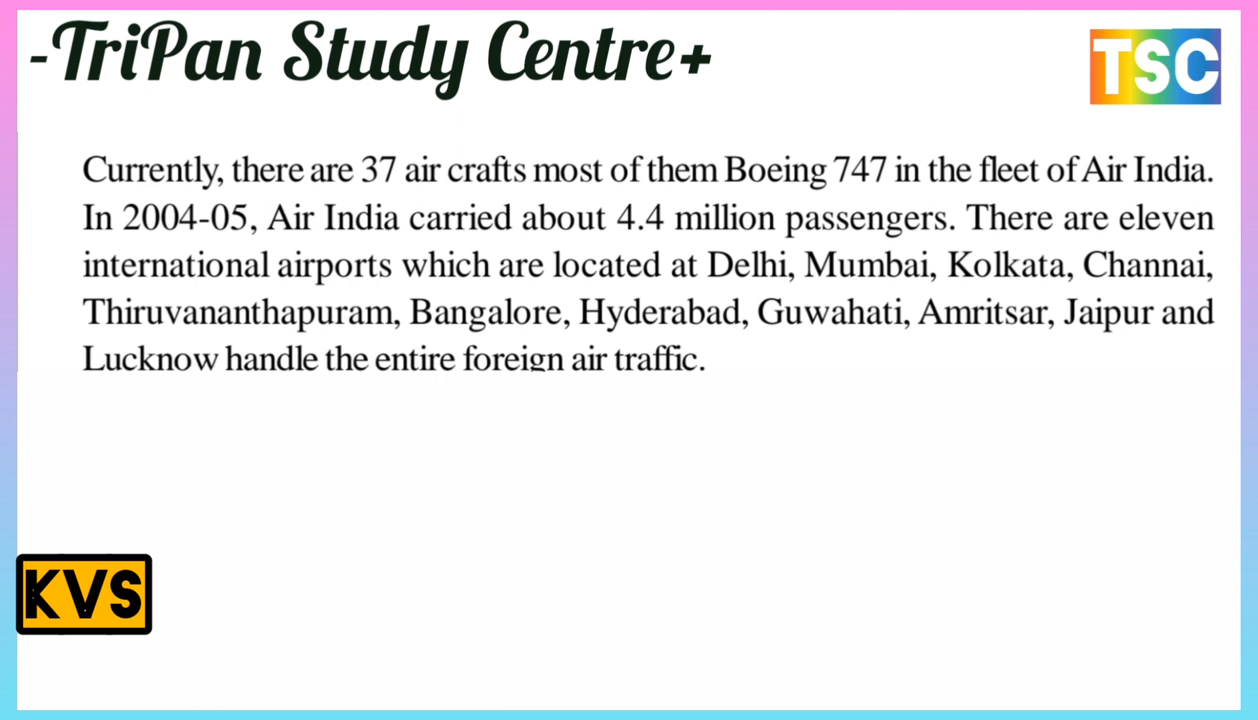 -TriPan Study Centre+
TSC
Currently, there are 37 air crafts most of them Boeing 747 in the fleet of Air India.
In 2004-05, Air India carried about 4.4 million passengers. There are eleven
international airports which are located at Delhi, Mumbai, Kolkata, Channai,
Thiruvananthapuram, Bangalore, Hyderabad, Guwahati, Amritsar, Jaipur and
Lucknow handle the entire foreign air traffic.
KVS